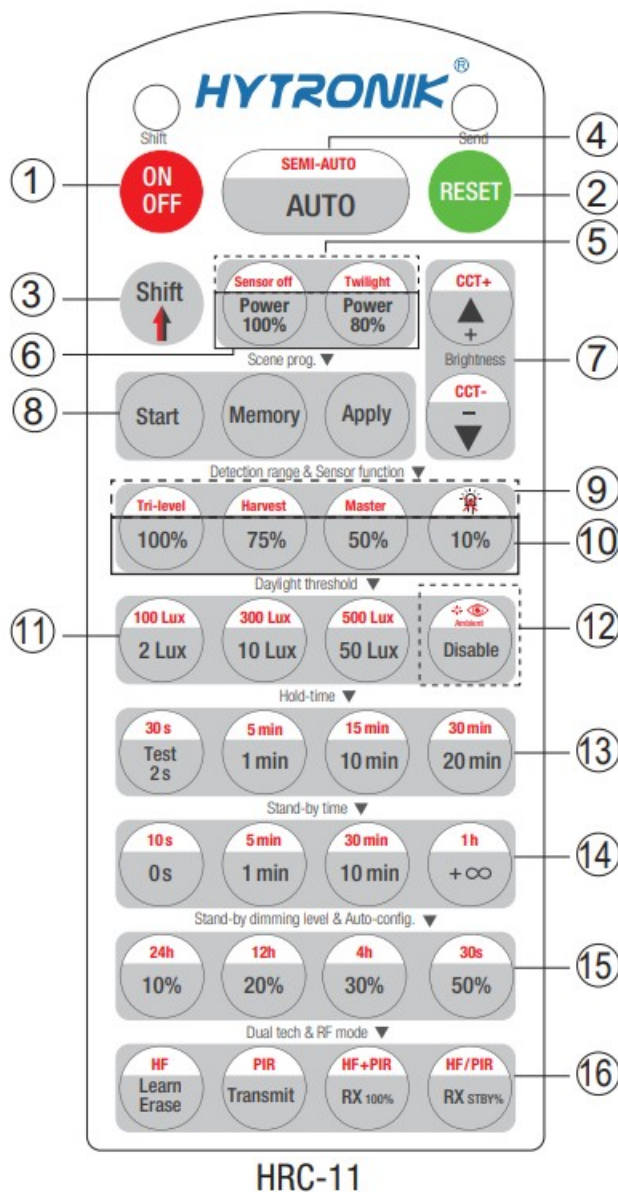 HYTRONIK®
Shift
Send
④
①
ON
OFF
SEMI-AUTO
AUTO
RESET
②
⑤
③
Shift
Sensor off
Twilight
CCT+
Power
100%
Power
80%
+
⑥
Scene prog. ▼
Brightness
⑦
⑧
Start
Memory
Apply
CCT-
-
Detection range & Sensor function ▼
Tri-level
Harvest
Master
⑨
100%
75%
50%
10%
⑩
Daylight threshold ▼
⑪
100 Lux
300 Lux
500 Lux
Ambient
2 Lux
10 Lux
50 Lux
Disable
⑫
Hold-time ▼
30 s
5 min
15 min
30 min
Test
2 s
1 min
10 min
20 min
⑬
Stand-by time ▼
10 s
5 min
30 min
1 h
0 s
1 min
10 min
+∞
⑭
Stand-by dimming level & Auto-config. ▼
24h
12h
4h
30s
10%
20%
30%
50%
⑮
Dual tech & RF mode ▼
HF
PIR
HF+PIR
HF/PIR
Learn
Erase
Transmit
RX 100%
RX STBY%
⑯
HRC-11